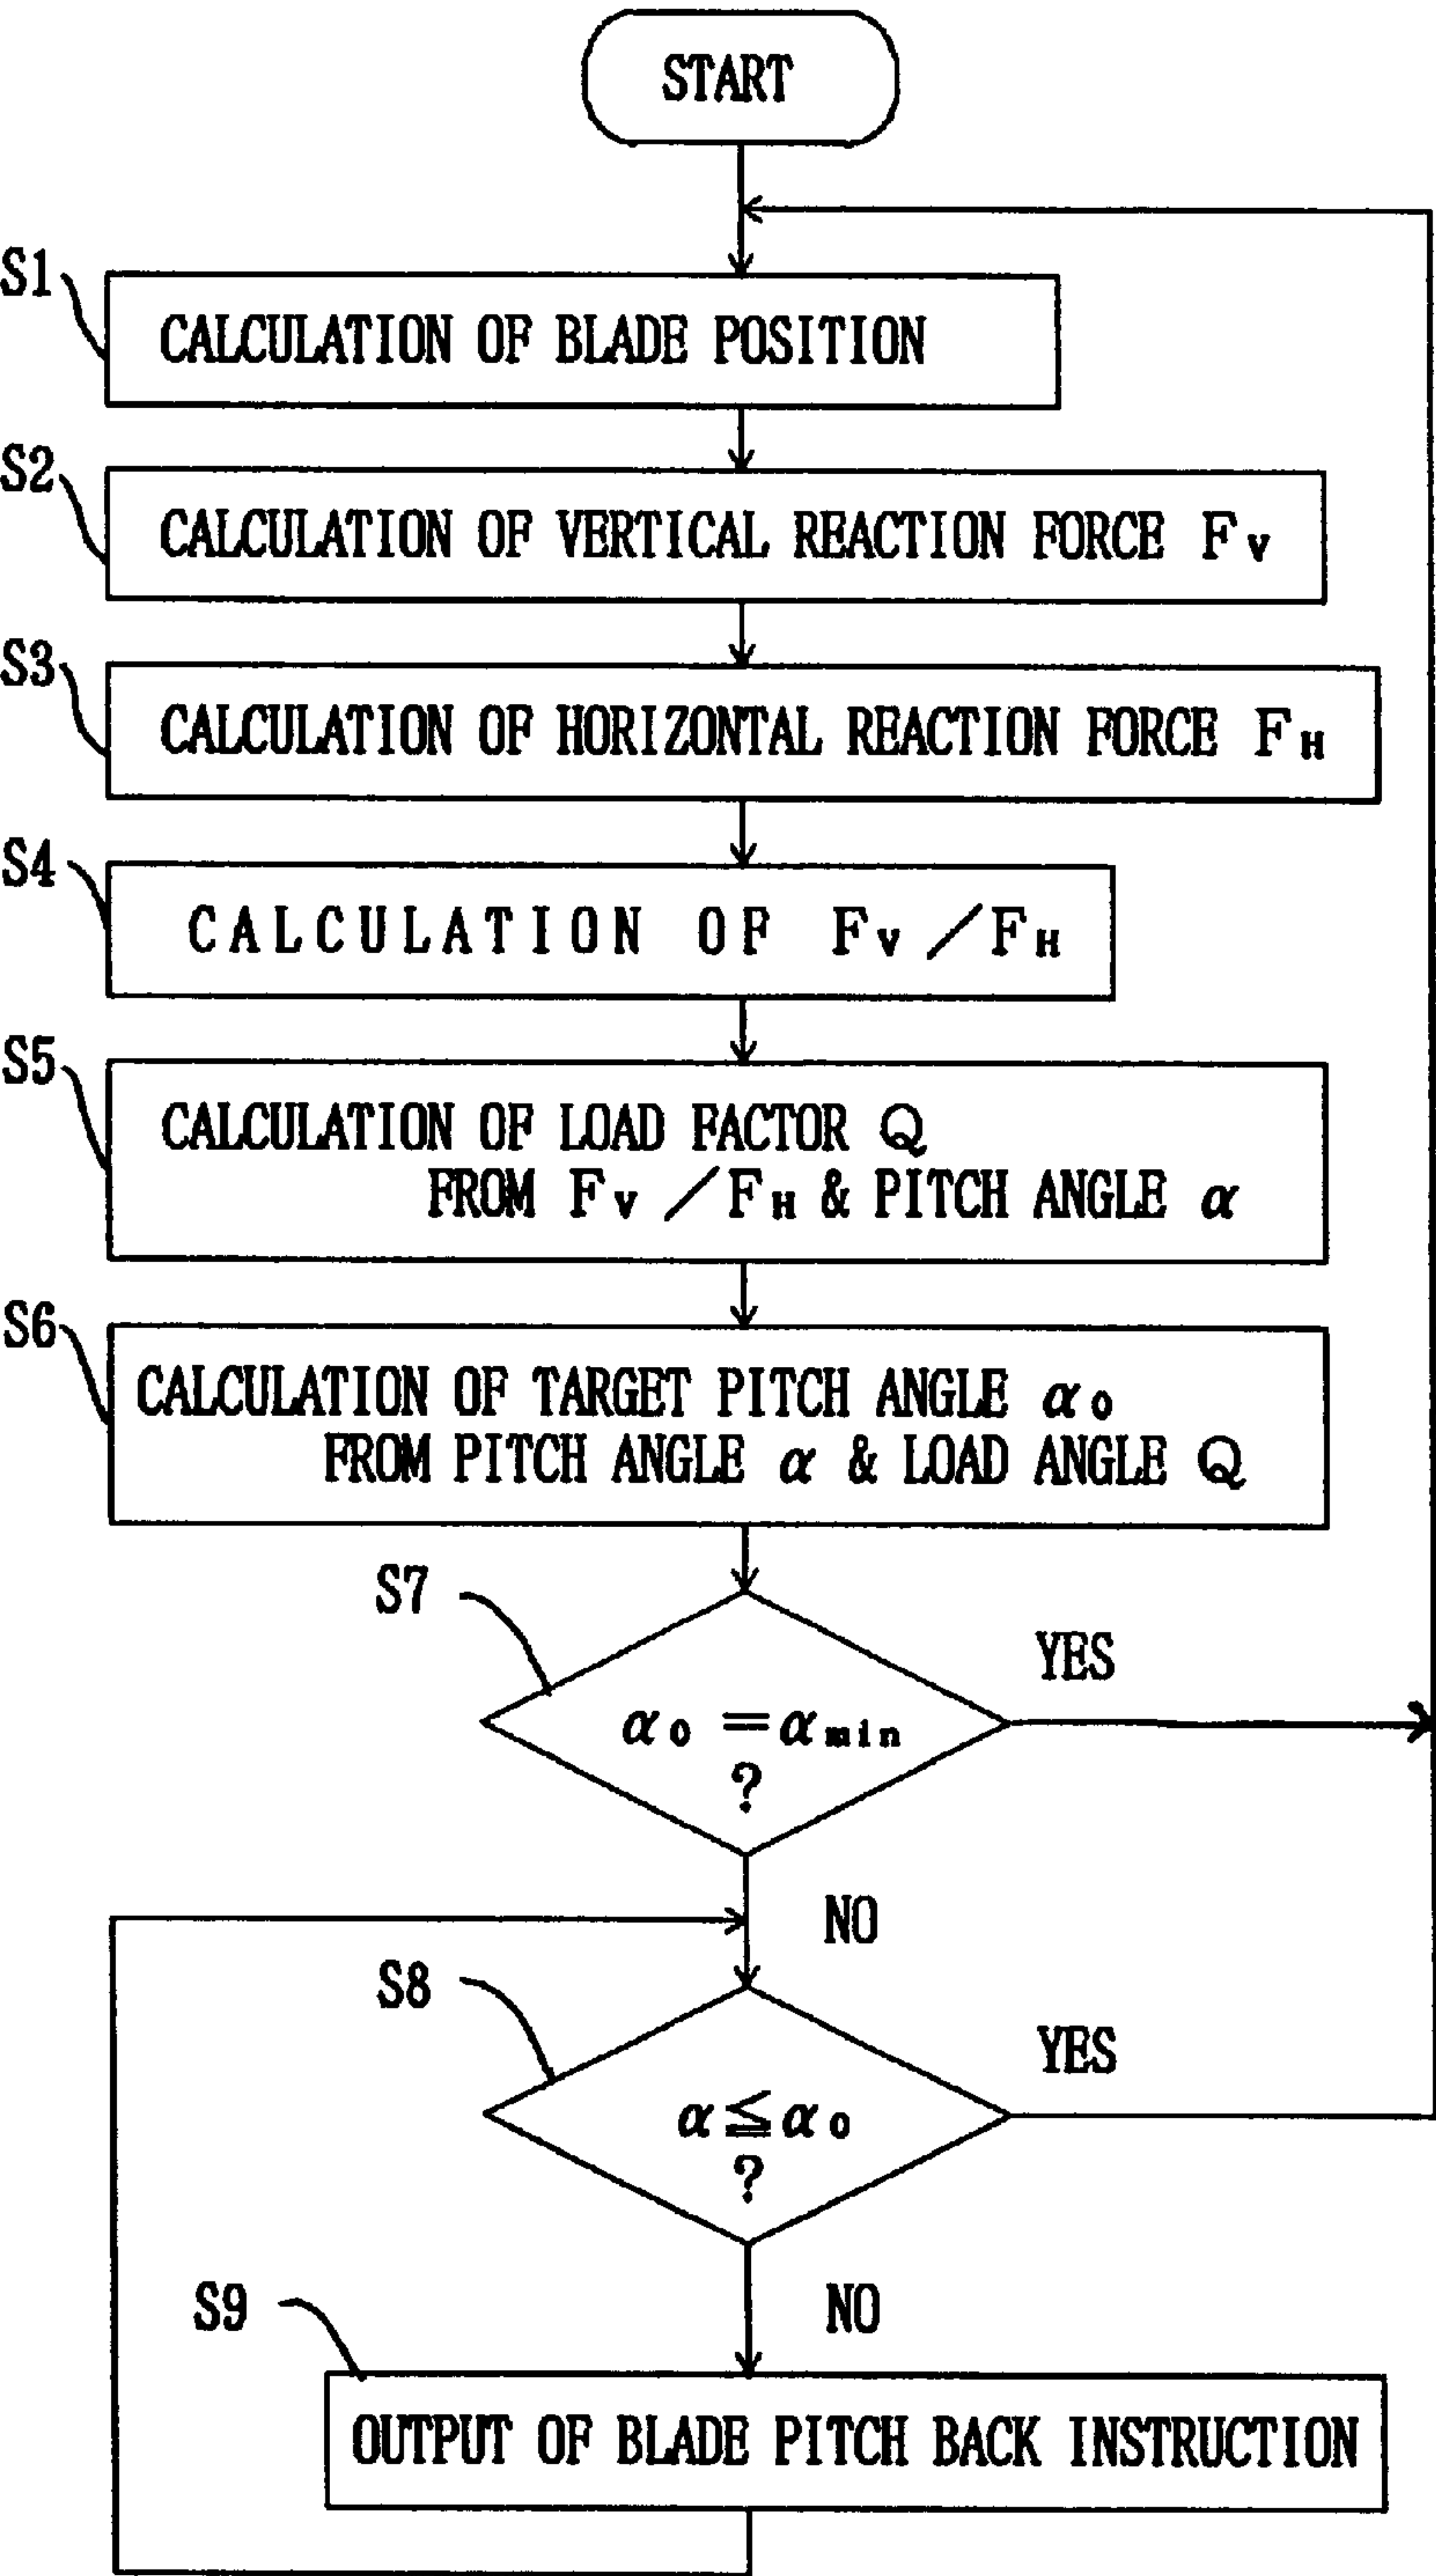 START
S1
CALCULATION OF BLADE POSITION
S2
CALCULATION OF VERTICAL REACTION FORCE Fv
S3
CALCULATION OF HORIZONTAL REACTION FORCE FH
S4
CALCULATION OF Fv/FH
S5
CALCULATION OF LOAD FACTOR Q
FROM Fv/FH & PITCH ANGLE α
S6
CALCULATION OF TARGET PITCH ANGLE α0
FROM PITCH ANGLE α & LOAD ANGLE Q
S7
YES
α0 = αmin
?
NO
S8
YES
α ≦ α0
?
NO
S9
OUTPUT OF BLADE PITCH BACK INSTRUCTION